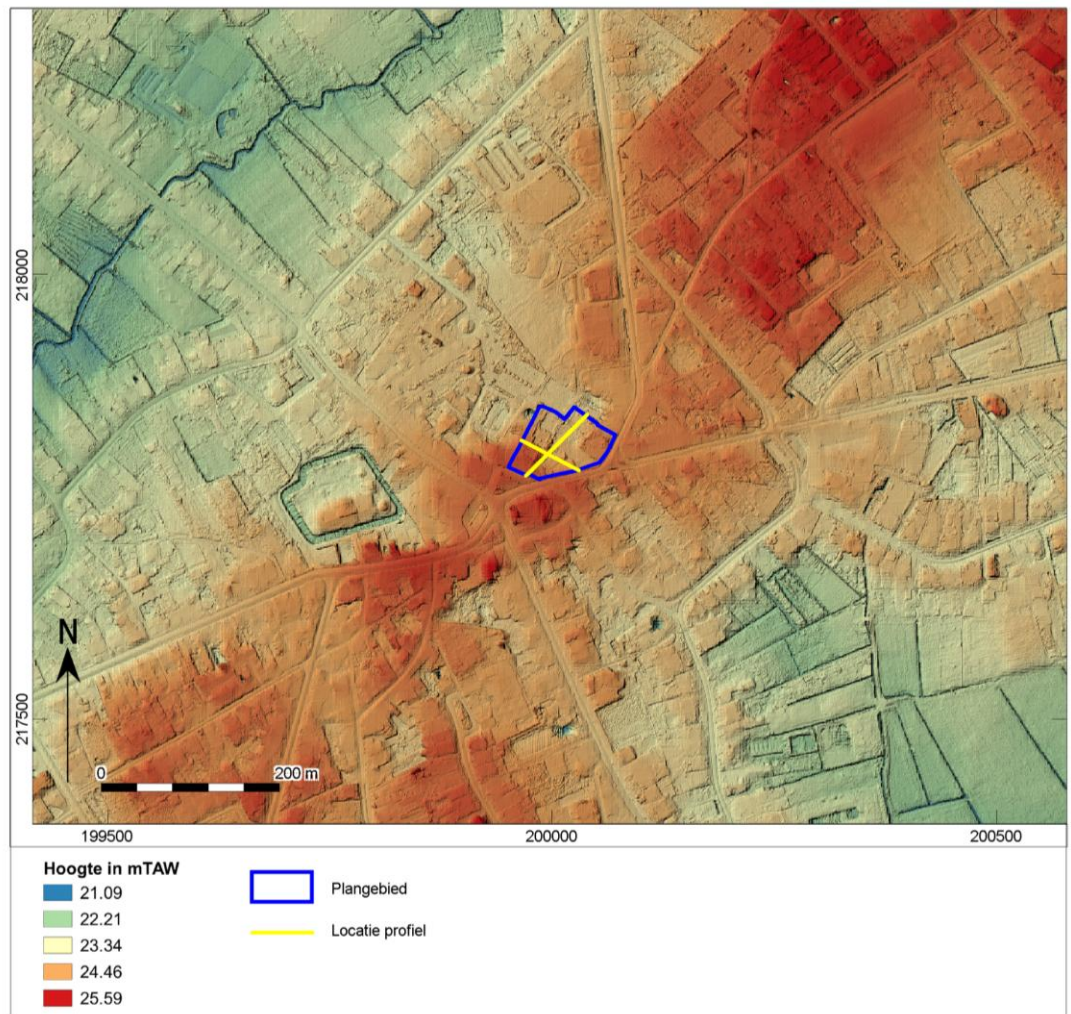 218000
217500
N
0 200 m
199500 200000 200500
Hoogte in mTAW
21.09
22.21
23.34
24.46
25.59
Plangebied
Locatie profiel